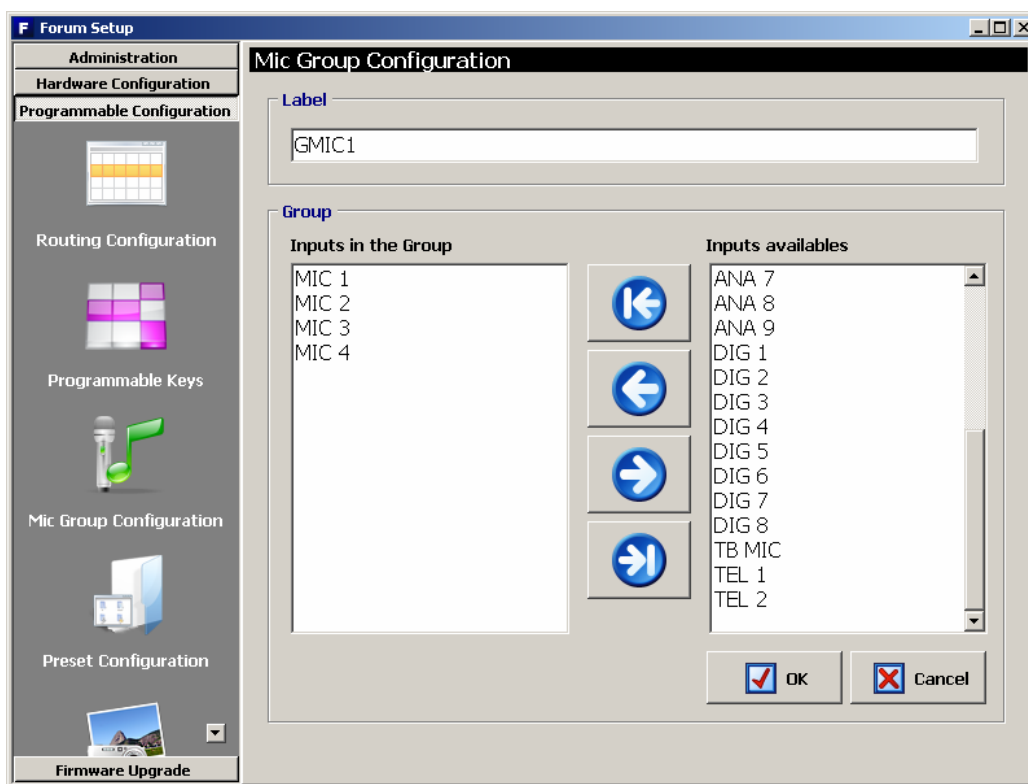 F Forum Setup
Administration
Hardware Configuration
Programmable Configuration
Routing Configuration
Programmable Keys
Mic Group Configuration
Preset Configuration
Firmware Upgrade
Mic Group Configuration
Label
GMIC1
Group
Inputs in the Group
MIC 1
MIC 2
MIC 3
MIC 4
Inputs availables
ANA 7
ANA 8
ANA 9
DIG 1
DIG 2
DIG 3
DIG 4
DIG 5
DIG 6
DIG 7
DIG 8
TB MIC
TEL 1
TEL 2
OK
Cancel